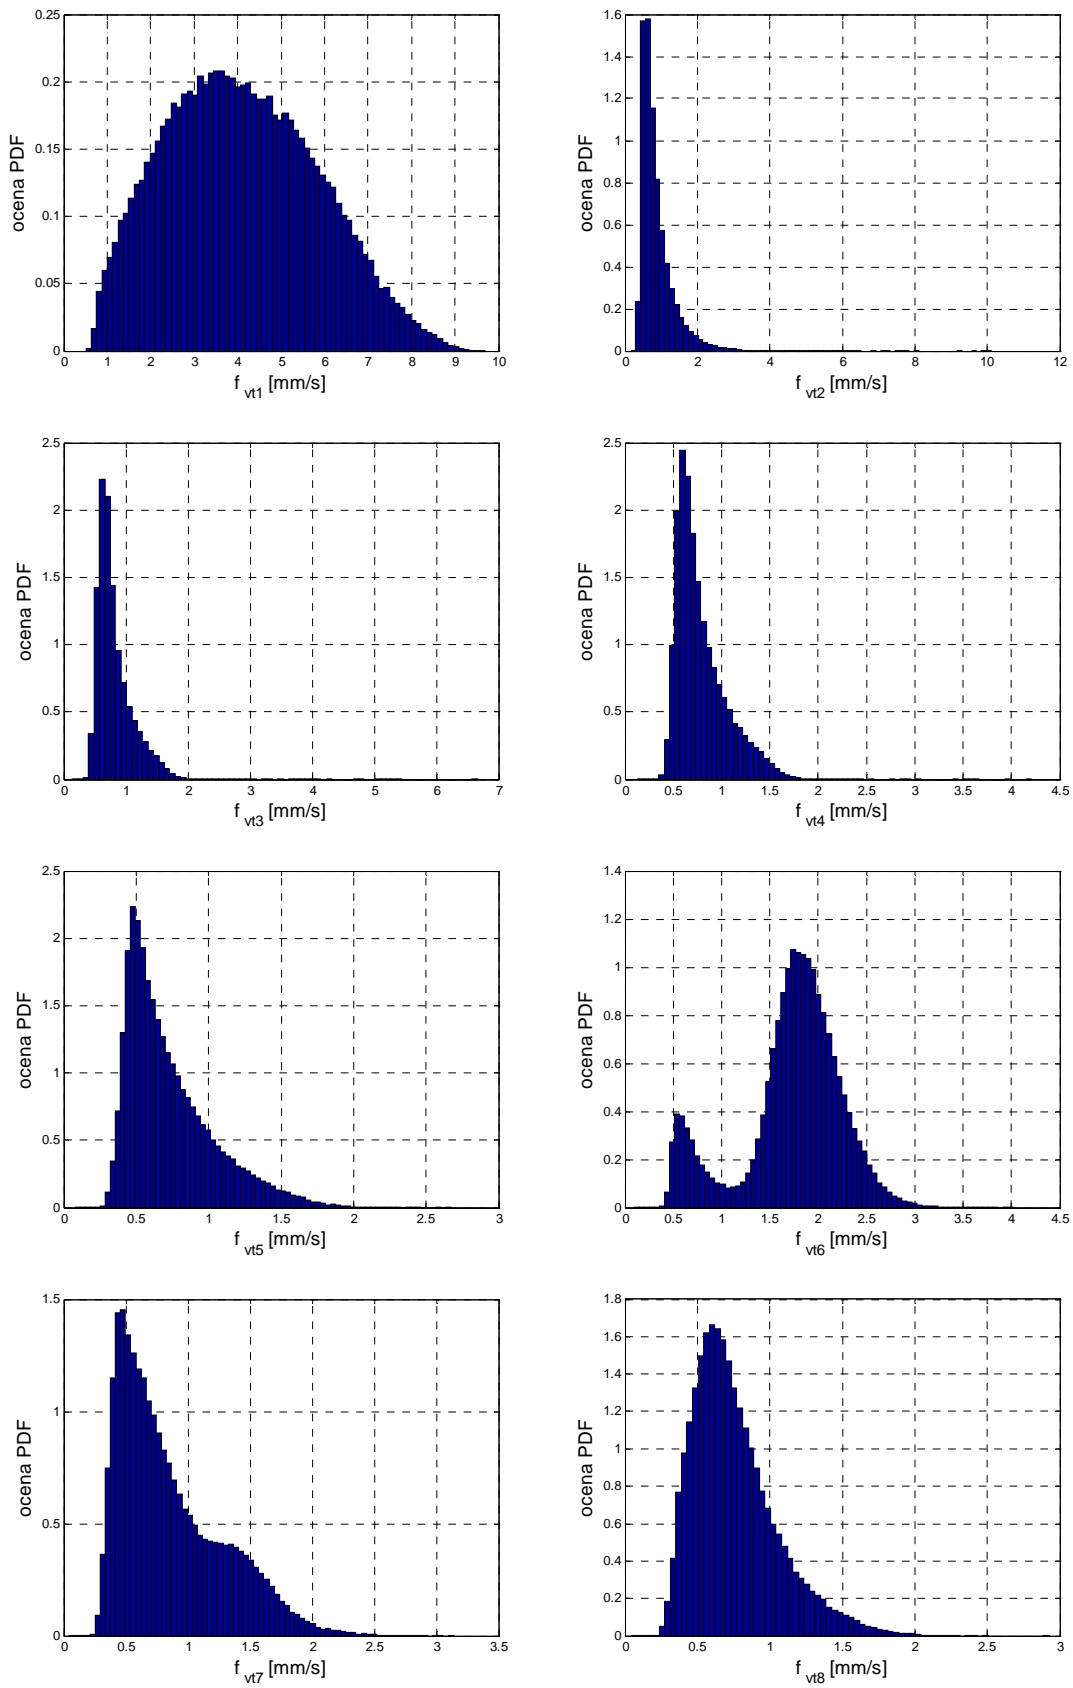 0.25
0.2
0.15
0.1
0.05
0
0 1 2 3 4 5 6 7 8 9 10
ocena PDF
f vt1 [mm/s]
1.6
1.4
1.2
1
0.8
0.6
0.4
0.2
0
0 2 4 6 8 10 12
ocena PDF
f vt2 [mm/s]
2.5
2
1.5
1
0.5
0
0 1 2 3 4 5 6 7
ocena PDF
f vt3 [mm/s]
2.5
2
1.5
1
0.5
0
0 0.5 1 1.5 2 2.5 3 3.5 4 4.5
ocena PDF
f vt4 [mm/s]
2.5
2
1.5
1
0.5
0
0 0.5 1 1.5 2 2.5 3
ocena PDF
f vt5 [mm/s]
1.4
1.2
1
0.8
0.6
0.4
0.2
0
0 0.5 1 1.5 2 2.5 3 3.5 4 4.5
ocena PDF
f vt6 [mm/s]
1.5
1
0.5
0
0 0.5 1 1.5 2 2.5 3 3.5
ocena PDF
f vt7 [mm/s]
1.8
1.6
1.4
1.2
1
0.8
0.6
0.4
0.2
0
0 0.5 1 1.5 2 2.5 3
ocena PDF
f vt8 [mm/s]